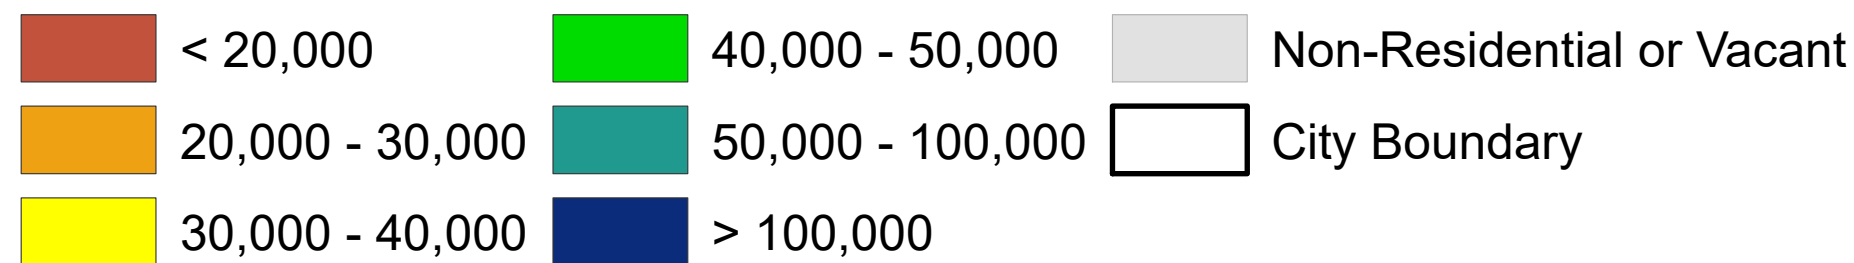 < 20,000
20,000 - 30,000
30,000 - 40,000
40,000 - 50,000
50,000 - 100,000
> 100,000
Non-Residential or Vacant
City Boundary